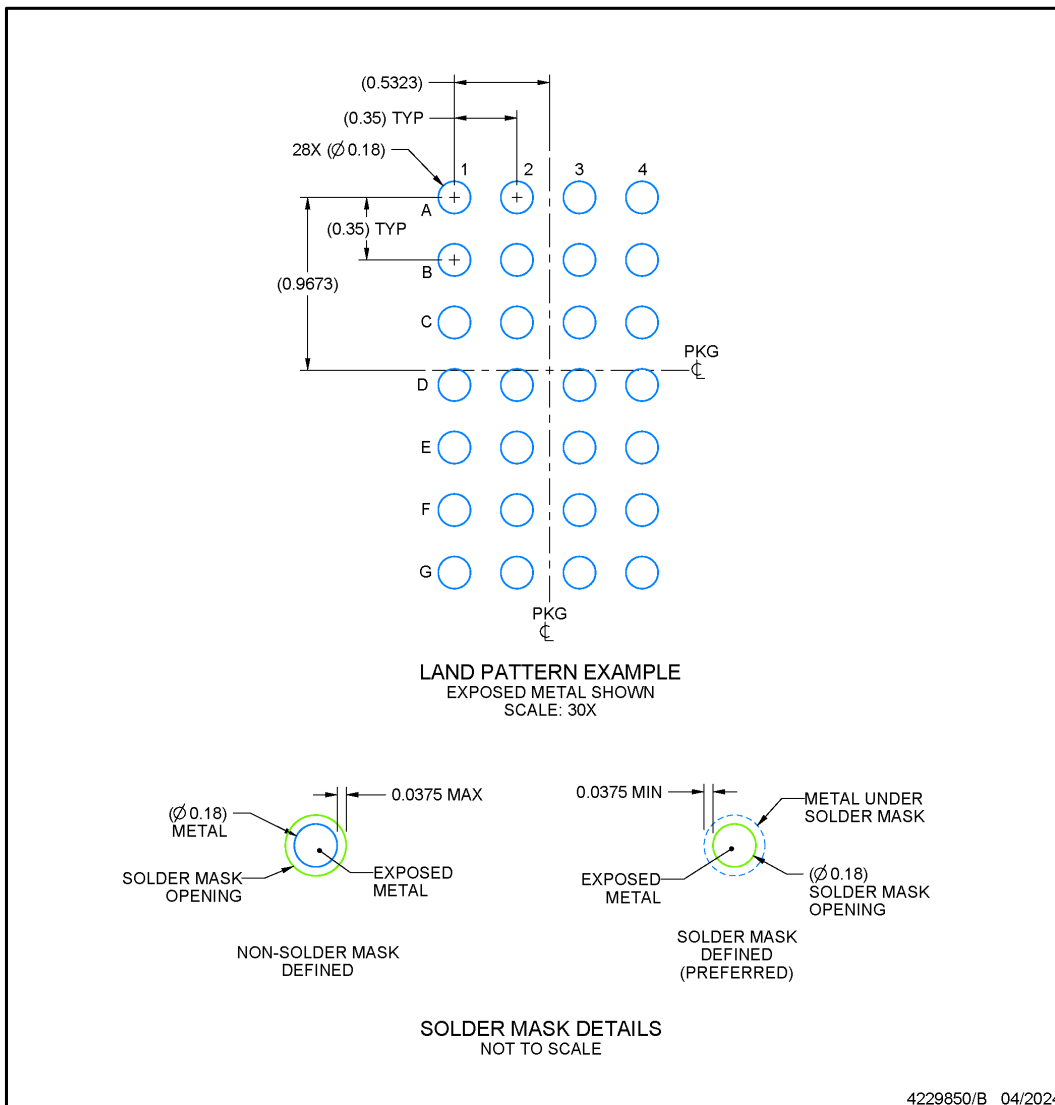 (0.5323)
(0.35) TYP
28X (Ø 0.18)
1
2
3
4
A
(0.35) TYP
B
(0.9673)
C
PKG
℄
D
E
F
G
PKG
℄
LAND PATTERN EXAMPLE
EXPOSED METAL SHOWN
SCALE: 30X
0.0375 MAX
(Ø 0.18)
METAL
SOLDER MASK
OPENING
EXPOSED
METAL
NON-SOLDER MASK
DEFINED
0.0375 MIN
METAL UNDER
SOLDER MASK
EXPOSED
METAL
(Ø 0.18)
SOLDER MASK
OPENING
SOLDER MASK
DEFINED
(PREFERRED)
SOLDER MASK DETAILS
NOT TO SCALE
4229850/B 04/2024